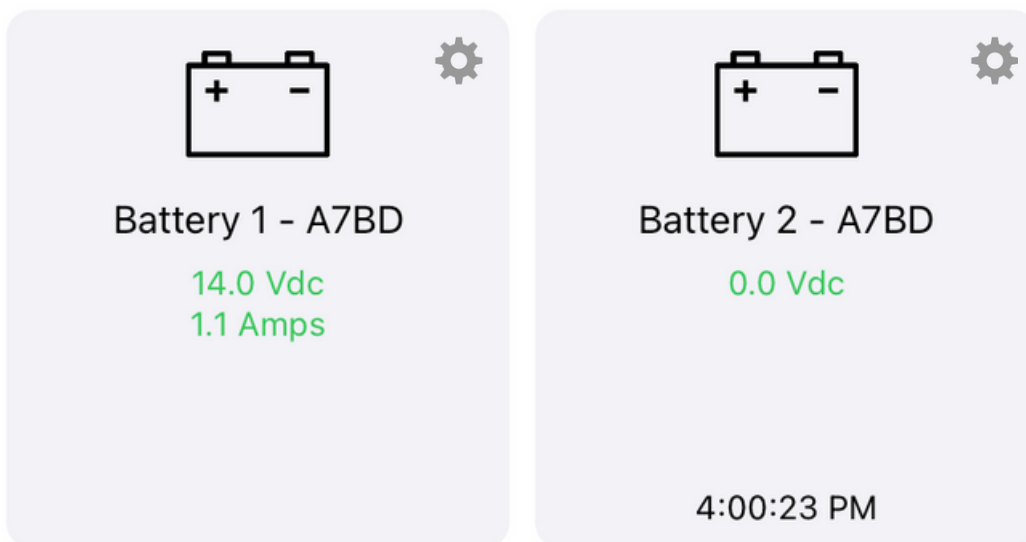 Battery 1 - A7BD
14.0 Vdc
1.1 Amps
Battery 2 - A7BD
0.0 Vdc
4:00:23 PM